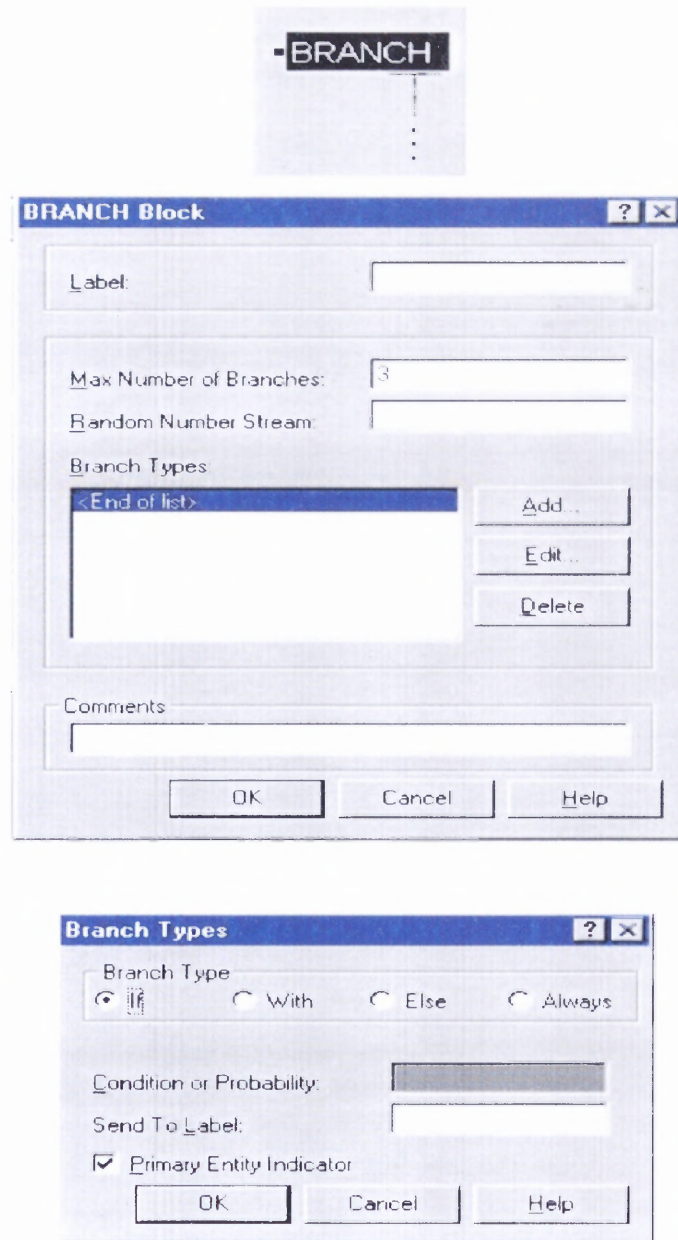 BRANCH
BRANCH Block
Label:
Max Number of Branches: 3
Random Number Stream:
Branch Types
<End of list>
Add...
Edit...
Delete
Comments
OK Cancel Help
Branch Types
Branch Type
If With Else Always
Condition or Probability:
Send To Label:
Primary Entity Indicator
OK Cancel Help